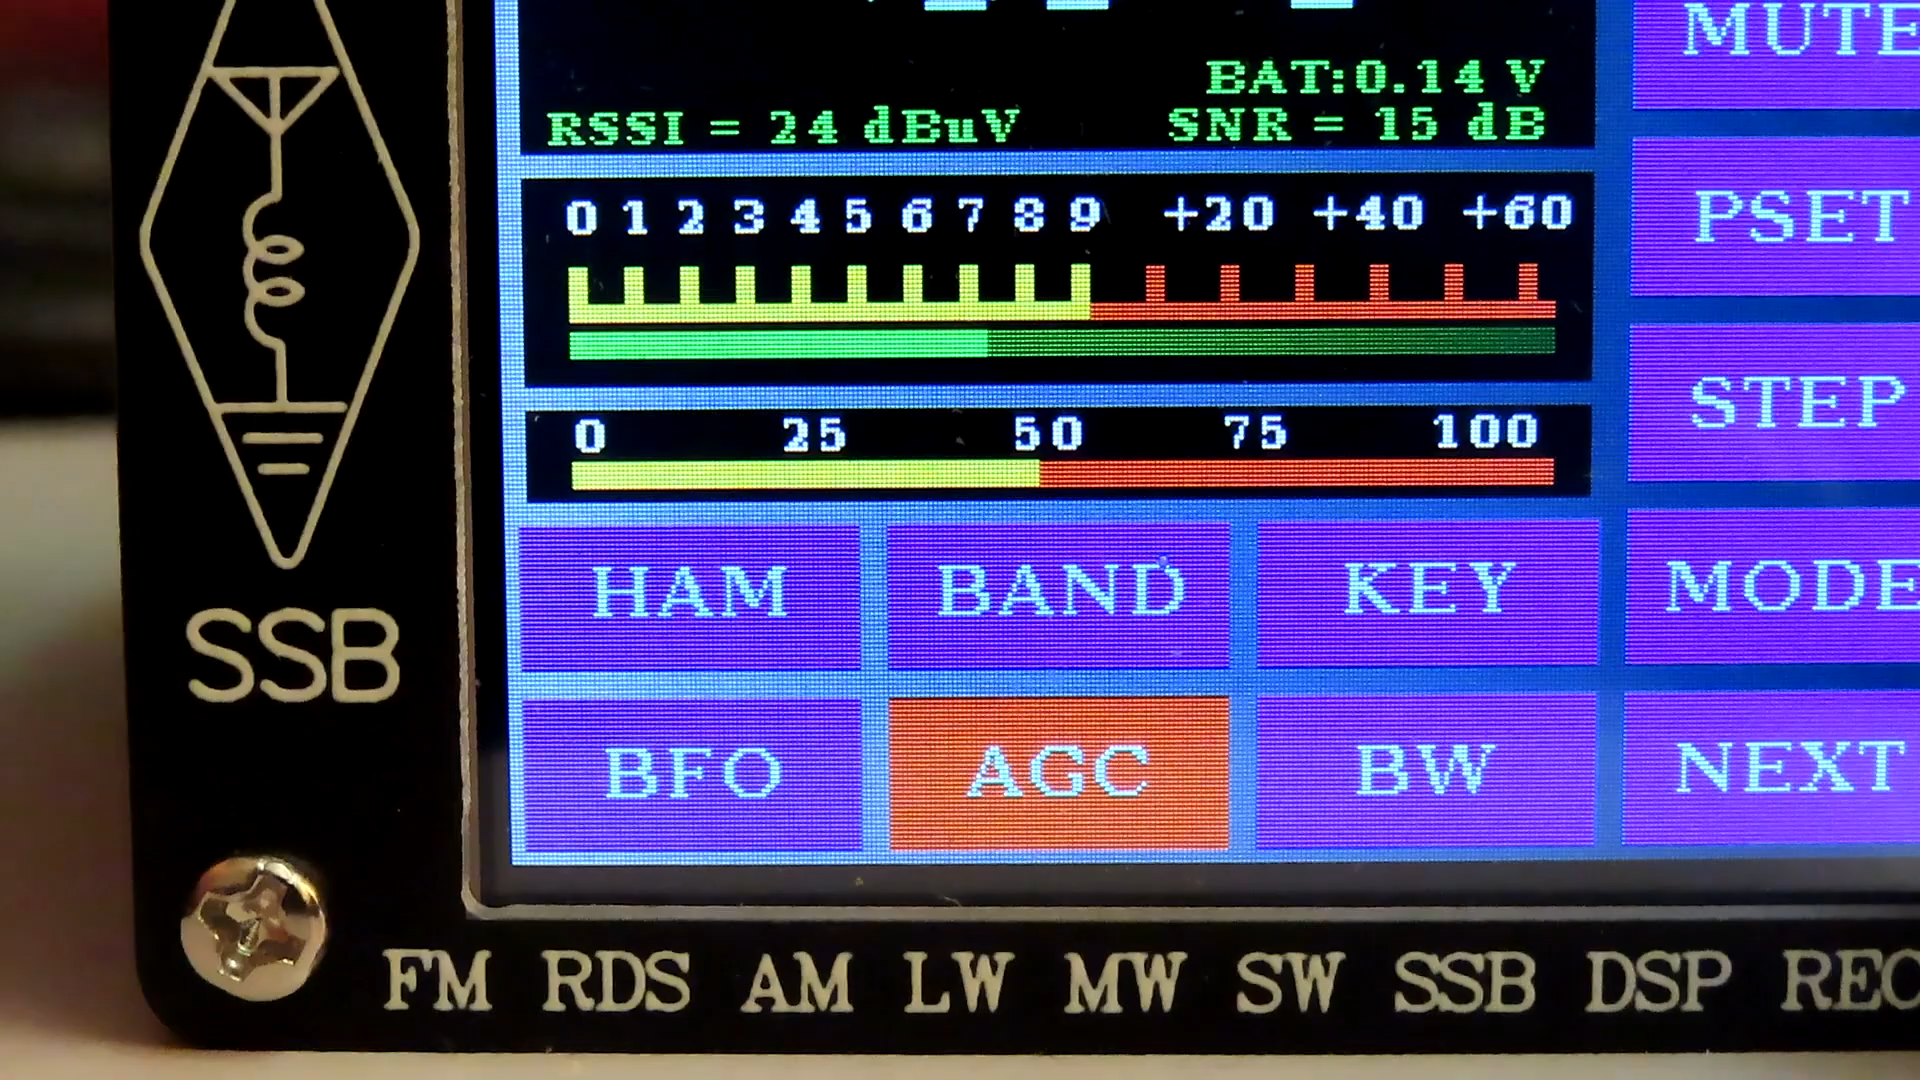 MUTE
BAT:0.14 V
RSSI = 24 dBuV SNR = 15 dB
0 1 2 3 4 5 6 7 8 9 +20 +40 +60
PSET
STEP
0 25 50 75 100
HAM BAND KEY MODE
SSB
BFO AGC BW NEXT
FM RDS AM LW MW SW SSB DSP REC